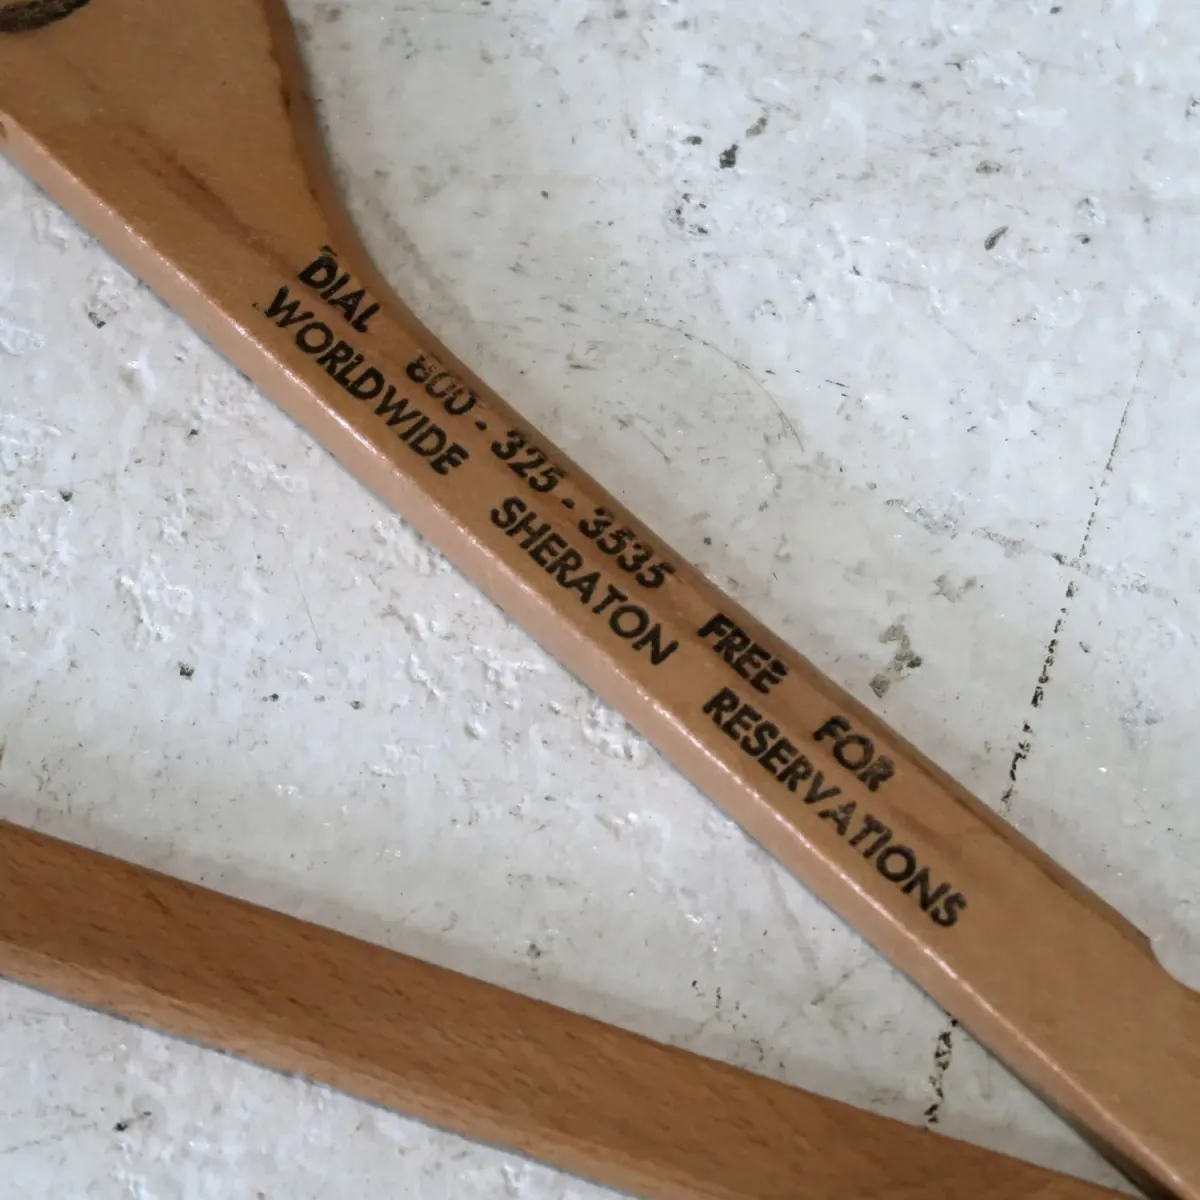 DIAL 800-325-3535 FREE FOR
WORLDWIDE SHERATON RESERVATIONS